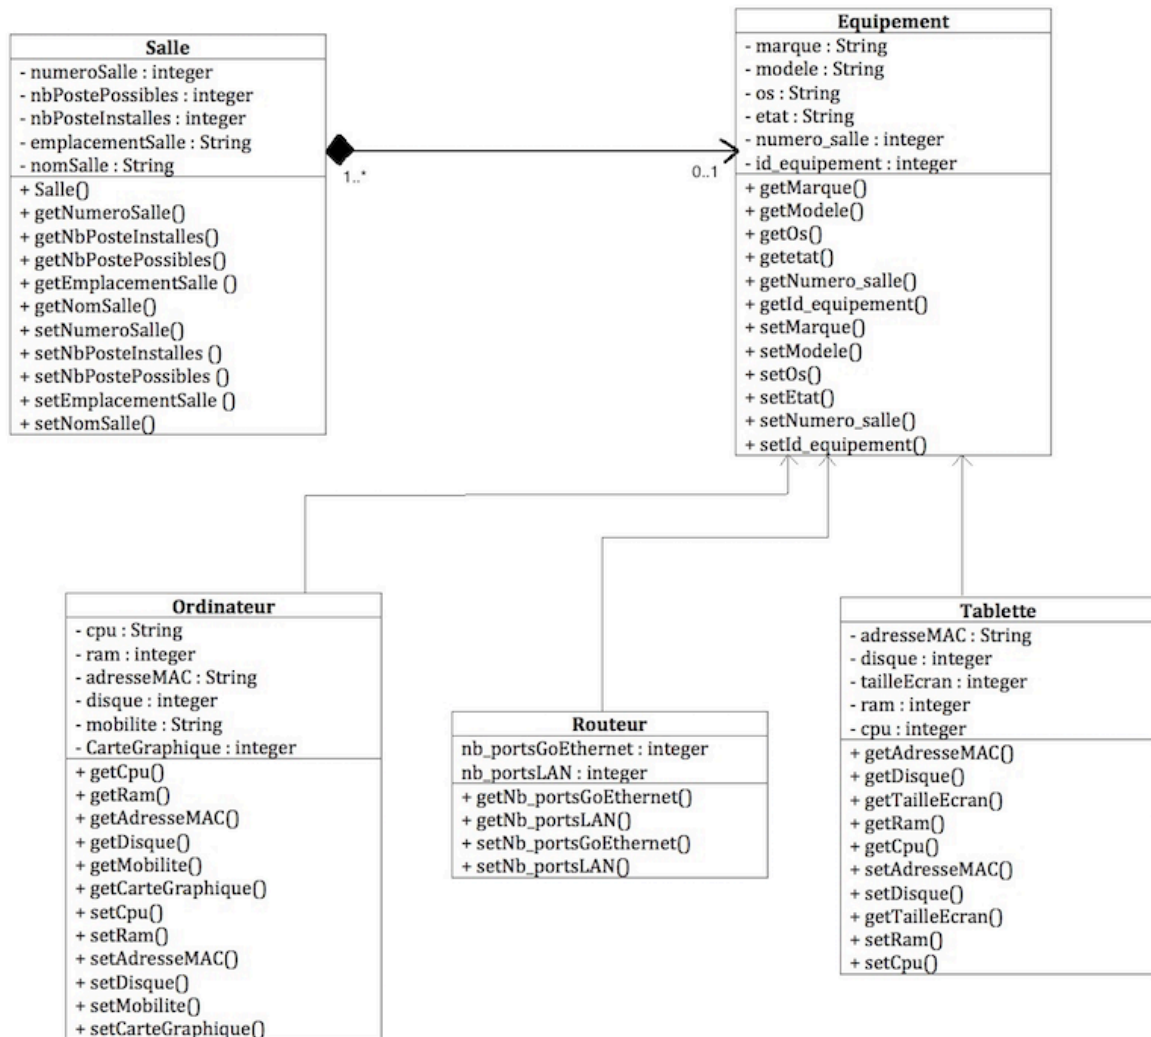 Salle
- numeroSalle : integer
- nbPostePossibles : integer
- nbPosteInstalles : integer
- emplacementSalle : String
- nomSalle : String
+ Salle()
+ getNumeroSalle()
+ getNbPosteInstalles()
+ getNbPostePossibles()
+ getEmplacementSalle ()
+ getNomSalle()
+ setNumeroSalle()
+ setNbPosteInstalles ()
+ setNbPostePossibles ()
+ setEmplacementSalle ()
+ setNomSalle()
1..*
0..1
Equipement
- marque : String
- modele : String
- os : String
- etat : String
- numero_salle : integer
- id_equipement : integer
+ getMarque()
+ getModele()
+ getOs()
+ getetat()
+ getNumero_salle()
+ getId_equipement()
+ setMarque()
+ setModele()
+ setOs()
+ setEtat()
+ setNumero_salle()
+ setId_equipement()
Ordinateur
- cpu : String
- ram : integer
- adresseMAC : String
- disque : integer
- mobilite : String
- CarteGraphique : integer
+ getCpu()
+ getRam()
+ getAdresseMAC()
+ getDisque()
+ getMobilite()
+ getCarteGraphique()
+ setCpu()
+ setRam()
+ setAdresseMAC()
+ setDisque()
+ setMobilite()
+ setCarteGraphique()
Routeur
nb_portsGoEthernet : integer
nb_portsLAN : integer
+ getNb_portsGoEthernet()
+ getNb_portsLAN()
+ setNb_portsGoEthernet()
+ setNb_portsLAN()
Tablette
- adresseMAC : String
- disque : integer
- tailleEcran : integer
- ram : integer
- cpu : integer
+ getAdresseMAC()
+ getDisque()
+ getTailleEcran()
+ getRam()
+ getCpu()
+ setAdresseMAC()
+ setDisque()
+ getTailleEcran()
+ setRam()
+ setCpu()